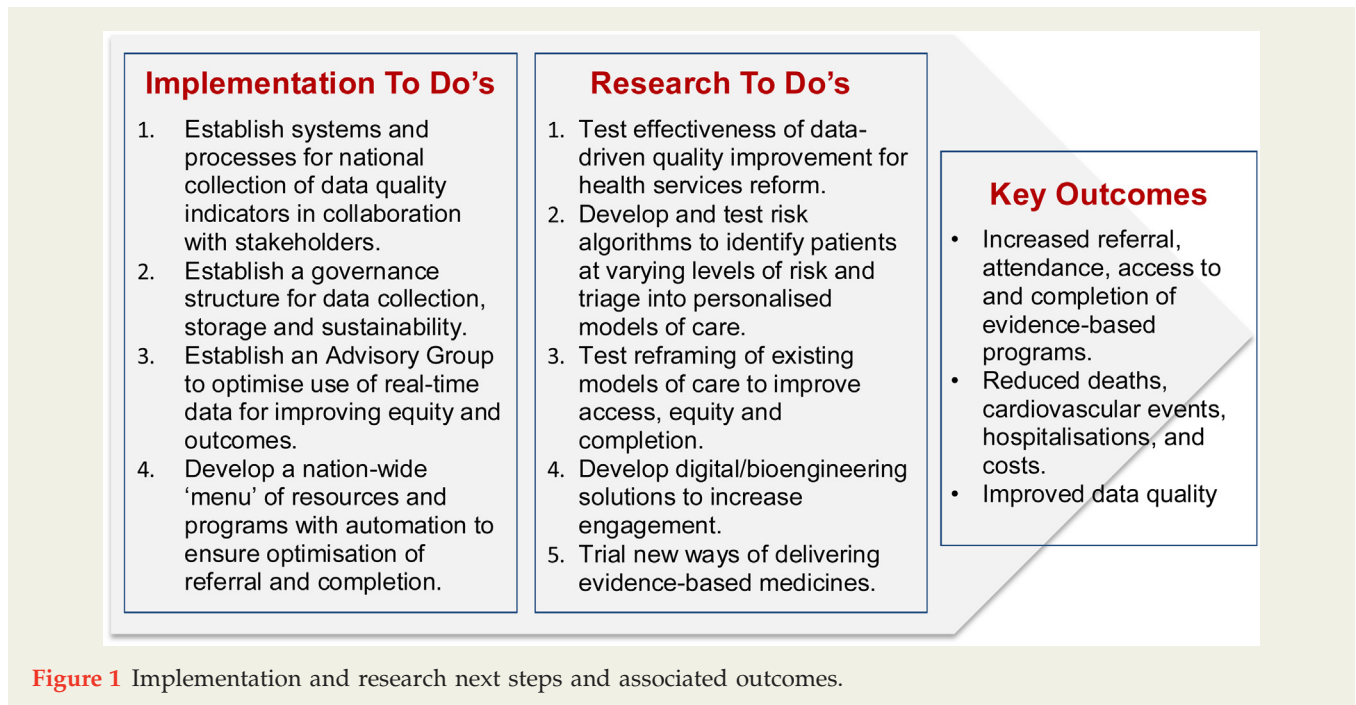 Implementation To Do’s
1. Establish systems and
processes for national
collection of data quality
indicators in collaboration
with stakeholders.
2. Establish a governance
structure for data collection,
storage and sustainability.
3. Establish an Advisory Group
to optimise use of real-time
data for improving equity and
outcomes.
4. Develop a nation-wide
‘menu’ of resources and
programs with automation to
ensure optimisation of
referral and completion.
Research To Do’s
1. Test effectiveness of data-
driven quality improvement for
health services reform.
2. Develop and test risk
algorithms to identify patients
at varying levels of risk and
triage into personalised
models of care.
3. Test reframing of existing
models of care to improve
access, equity and
completion.
4. Develop digital/bioengineering
solutions to increase
engagement.
5. Trial new ways of delivering
evidence-based medicines.
Key Outcomes
• Increased referral,
attendance, access to
and completion of
evidence-based
programs.
• Reduced deaths,
cardiovascular events,
hospitalisations, and
costs.
• Improved data quality
Figure 1 Implementation and research next steps and associated outcomes.